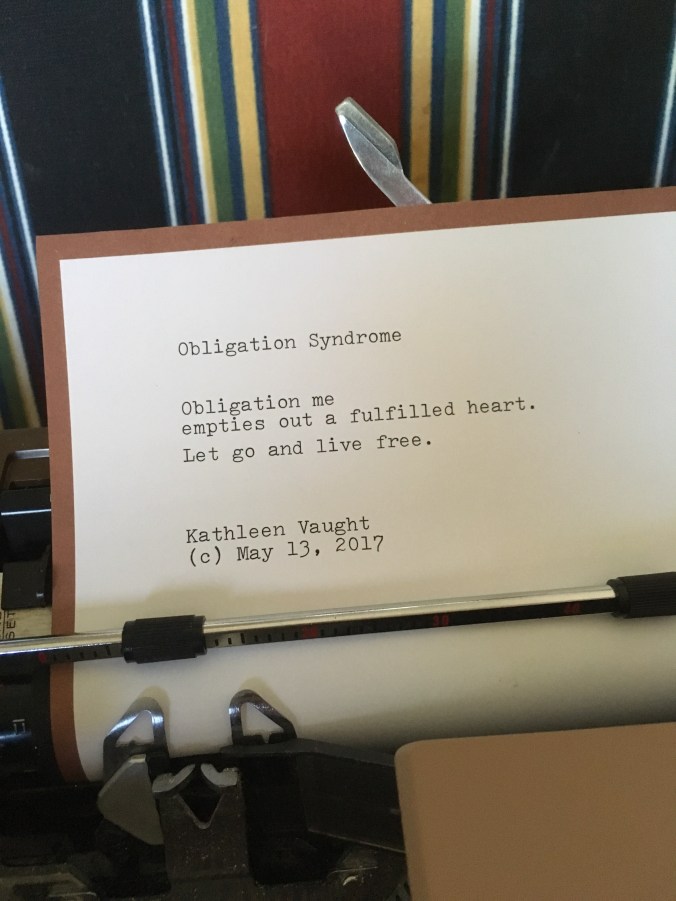 Obligation Syndrome
Obligation me
empties out a fulfilled heart.
Let go and live free.
Kathleen Vaught
(c) May 13, 2017